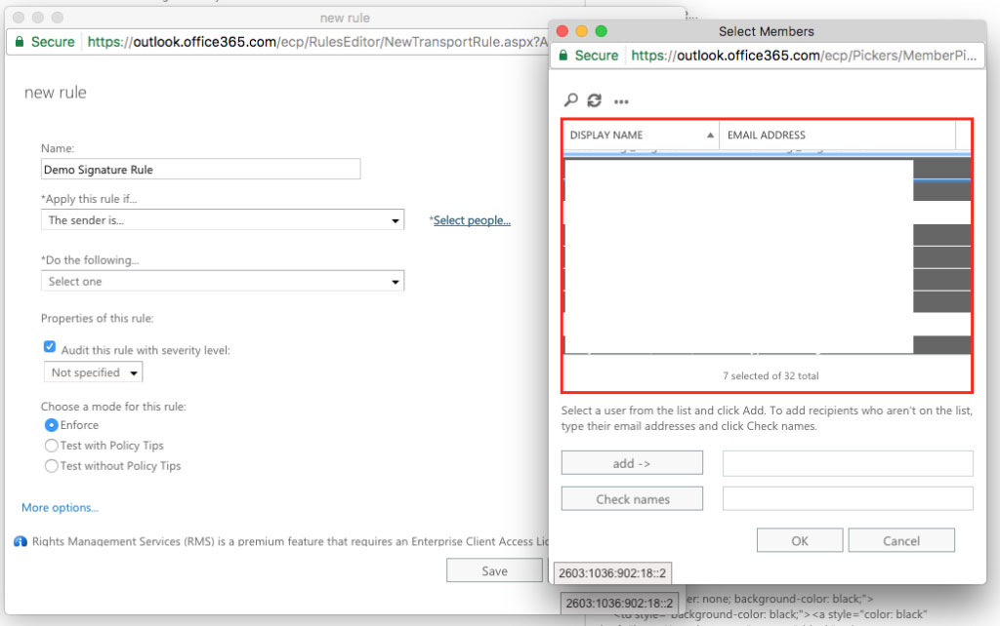 new rule
Secure https://outlook.office365.com/ecp/RulesEditor/NewTransportRule.aspx?A
new rule
Name:
Demo Signature Rule
*Apply this rule if...
The sender is...
*Select people...
*Do the following...
Select one
Properties of this rule:
Audit this rule with severity level:
Not specified
Choose a mode for this rule:
Enforce
Test with Policy Tips
Test without Policy Tips
More options...
Rights Management Services (RMS) is a premium feature that requires an Enterprise Client Access Lic
Save
Select Members
Secure https://outlook.office365.com/ecp/Pickers/MemberPi...
DISPLAY NAME EMAIL ADDRESS
7 selected of 32 total
Select a user from the list and click Add. To add recipients who aren't on the list,
type their email addresses and click Check names.
add ->
Check names
OK Cancel
2603:1036:902:18::2
2603:1036:902:18::2
er: none; background-color: black;">
<td style="background-color: black;"><a style="color: black"